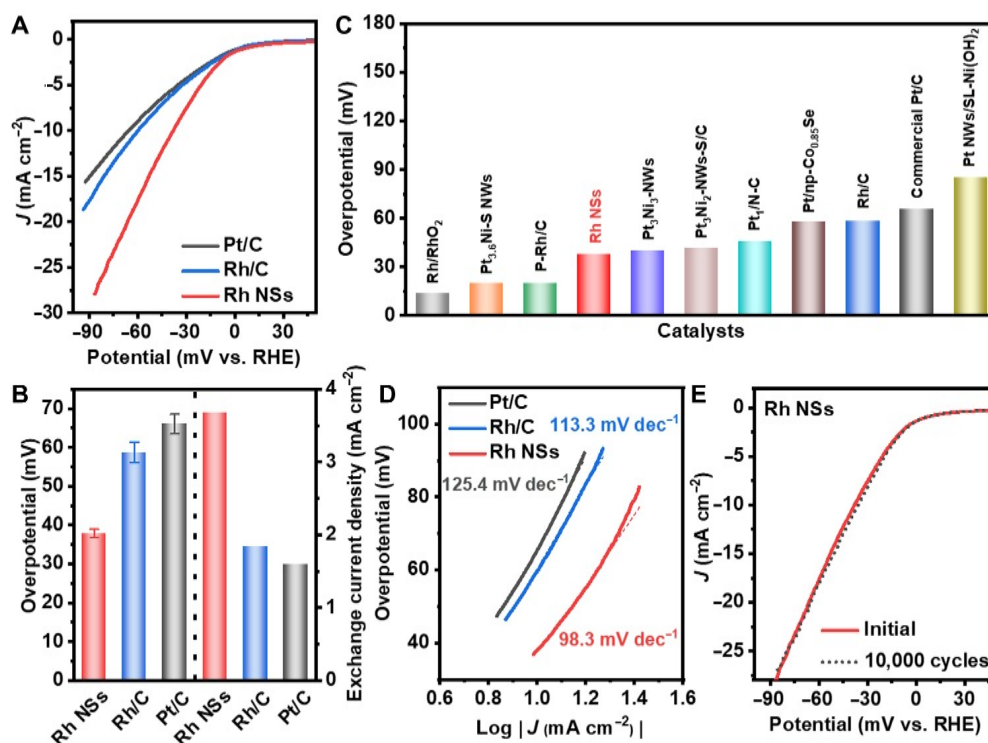 A
0
−5
−10
−15
−20
−25
−30
J (mA cm⁻²)
Pt/C
Rh/C
Rh NSs
−90 −60 −30 0 30
Potential (mV vs. RHE)
C
180
150
120
90
60
30
0
Overpotential (mV)
Rh/RhO₂
Pt₃.₆Ni-S NWs
P-Rh/C
Rh NSs
Pt₃Ni₃-NWs
Pt₃Ni₂-NWs-S/C
Pt₁/N-C
Pt/np-Co₀.₈₅Se
Rh/C
Commercial Pt/C
Pt NWs/SL-Ni(OH)₂
Catalysts
B
70
60
50
40
30
20
10
0
Overpotential (mV)
4
3
2
1
0
Exchange current density (mA cm⁻²)
Rh NSs Rh/C Pt/C Rh NSs Rh/C Pt/C
D
100
80
60
40
Overpotential (mV)
Pt/C
Rh/C
Rh NSs
113.3 mV dec⁻¹
125.4 mV dec⁻¹
98.3 mV dec⁻¹
0.6 0.8 1.0 1.2 1.4 1.6
Log | J (mA cm⁻²) |
E
Rh NSs
0
−5
−10
−15
−20
−25
J (mA cm⁻²)
Initial
10,000 cycles
−90 −60 −30 0 30
Potential (mV vs. RHE)